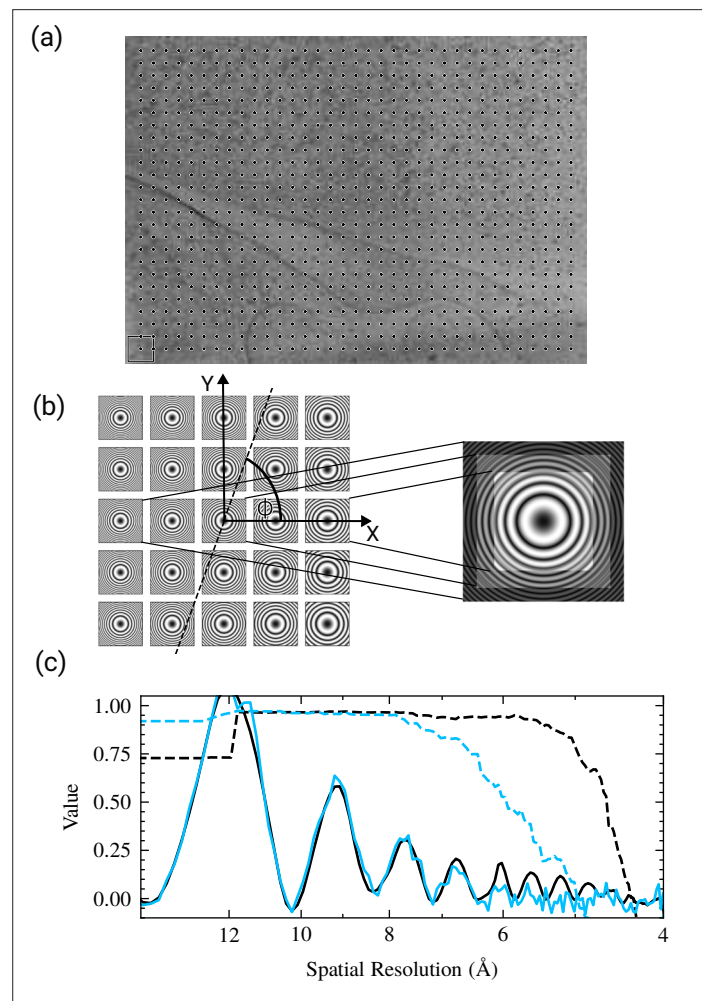 (a)
(b)
Y
ϕ
X
(c)
1.00
0.75
0.50
0.25
0.00
Value
12
10
8
6
4
Spatial Resolution (Å)